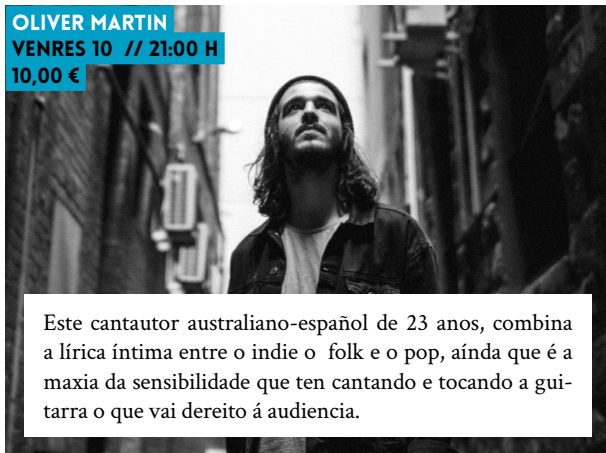 OLIVER MARTIN
VENRES 10 // 21:00 H
10,00 €
Este cantautor australiano-español de 23 anos, combina
a lírica íntima entre o indie o folk e o pop, aínda que é a
maxia da sensibilidade que ten cantando e tocando a gui-
tarra o que vai dereito á audiencia.